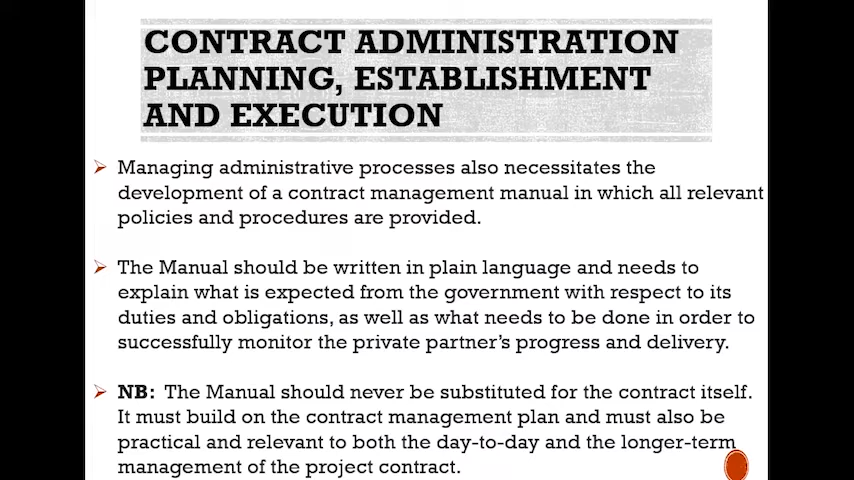 CONTRACT ADMINISTRATION
PLANNING, ESTABLISHMENT
AND EXECUTION
Managing administrative processes also necessitates the
development of a contract management manual in which all relevant
policies and procedures are provided.
The Manual should be written in plain language and needs to
explain what is expected from the government with respect to its
duties and obligations, as well as what needs to be done in order to
successfully monitor the private partner’s progress and delivery.
NB: The Manual should never be substituted for the contract itself.
It must build on the contract management plan and must also be
practical and relevant to both the day-to-day and the longer-term
management of the project contract.